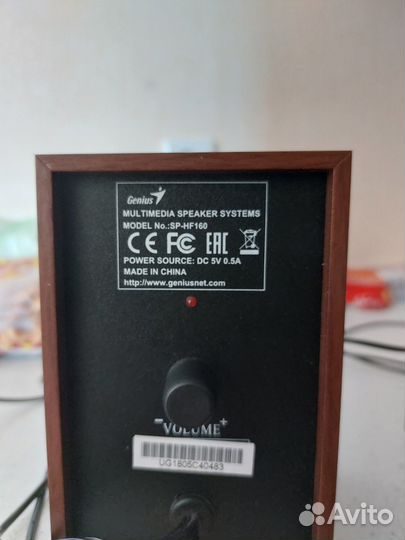 Genius
MULTIMEDIA SPEAKER SYSTEMS
MODEL No.:SP-HF160
CE FC EAC
POWER SOURCE: DC 5V 0.5A
MADE IN CHINA
http://www.geniusnet.com
- VOLUME +
UG1805C40483
Avito